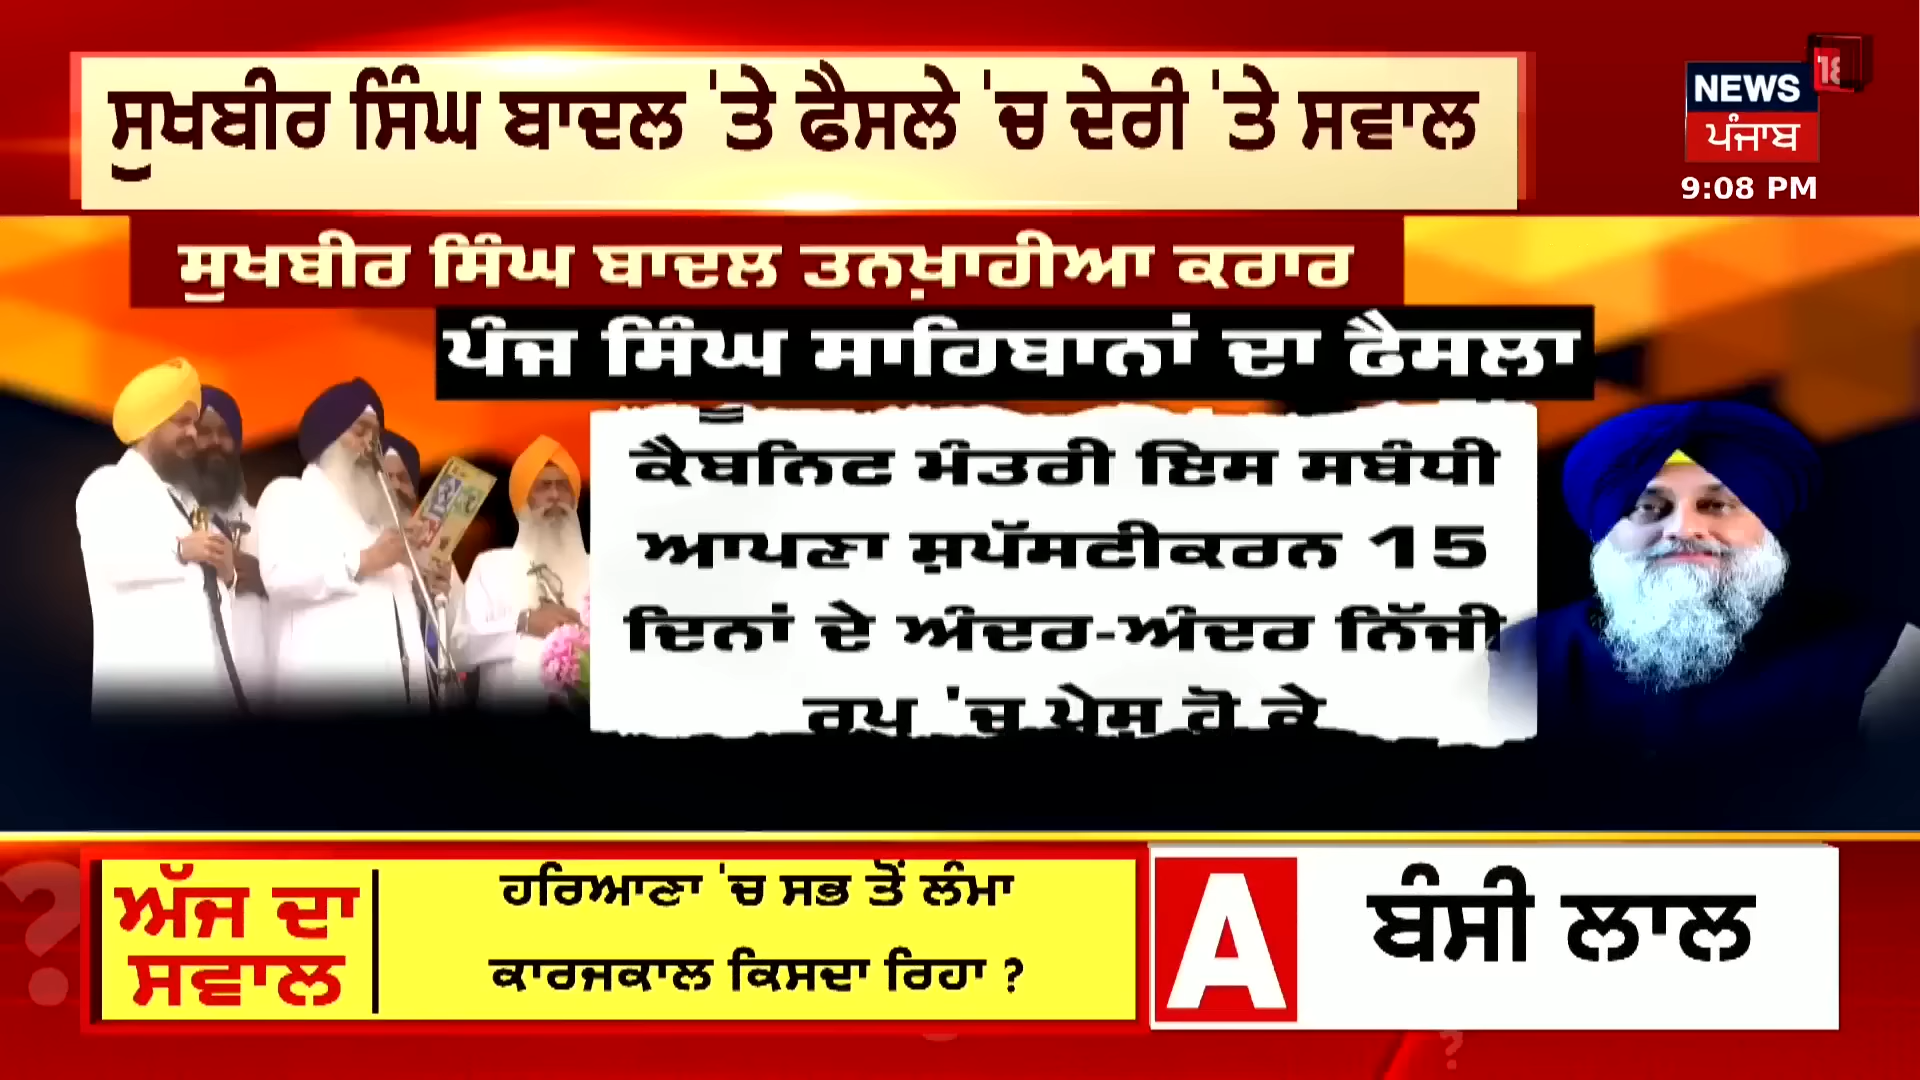 ਸੁਖਬੀਰ ਸਿੰਘ ਬਾਦਲ 'ਤੇ ਫੈਸਲੇ 'ਚ ਦੇਰੀ 'ਤੇ ਸਵਾਲ
NEWS 18
ਪੰਜਾਬ
9:08 PM
ਸੁਖਬੀਰ ਸਿੰਘ ਬਾਦਲ ਤਨਖ਼ਾਹੀਆ ਕਰਾਰ
ਪੰਜ ਸਿੰਘ ਸਾਹਿਬਾਨਾਂ ਦਾ ਫੈਸਲਾ
ਕੈਬਨਿਟ ਮੰਤਰੀ ਇਸ ਸਬੰਧੀ
ਆਪਣਾ ਸ਼ਪੱਸਣੀਕਰਨ 15
ਦਿਨਾਂ ਦੇ ਅੰਦਰ-ਅੰਦਰ ਨਿੱਜੀ
ਰੂਪ 'ਚ ਪੇਸ਼ ਹੋ ਕੇ
ਅੱਜ ਦਾ
ਸਵਾਲ
ਹਰਿਆਣਾ 'ਚ ਸਭ ਤੋਂ ਲੰਮਾ
ਕਾਰਜਕਾਲ ਕਿਸਦਾ ਰਿਹਾ ?
A
ਬੰਸੀ ਲਾਲ